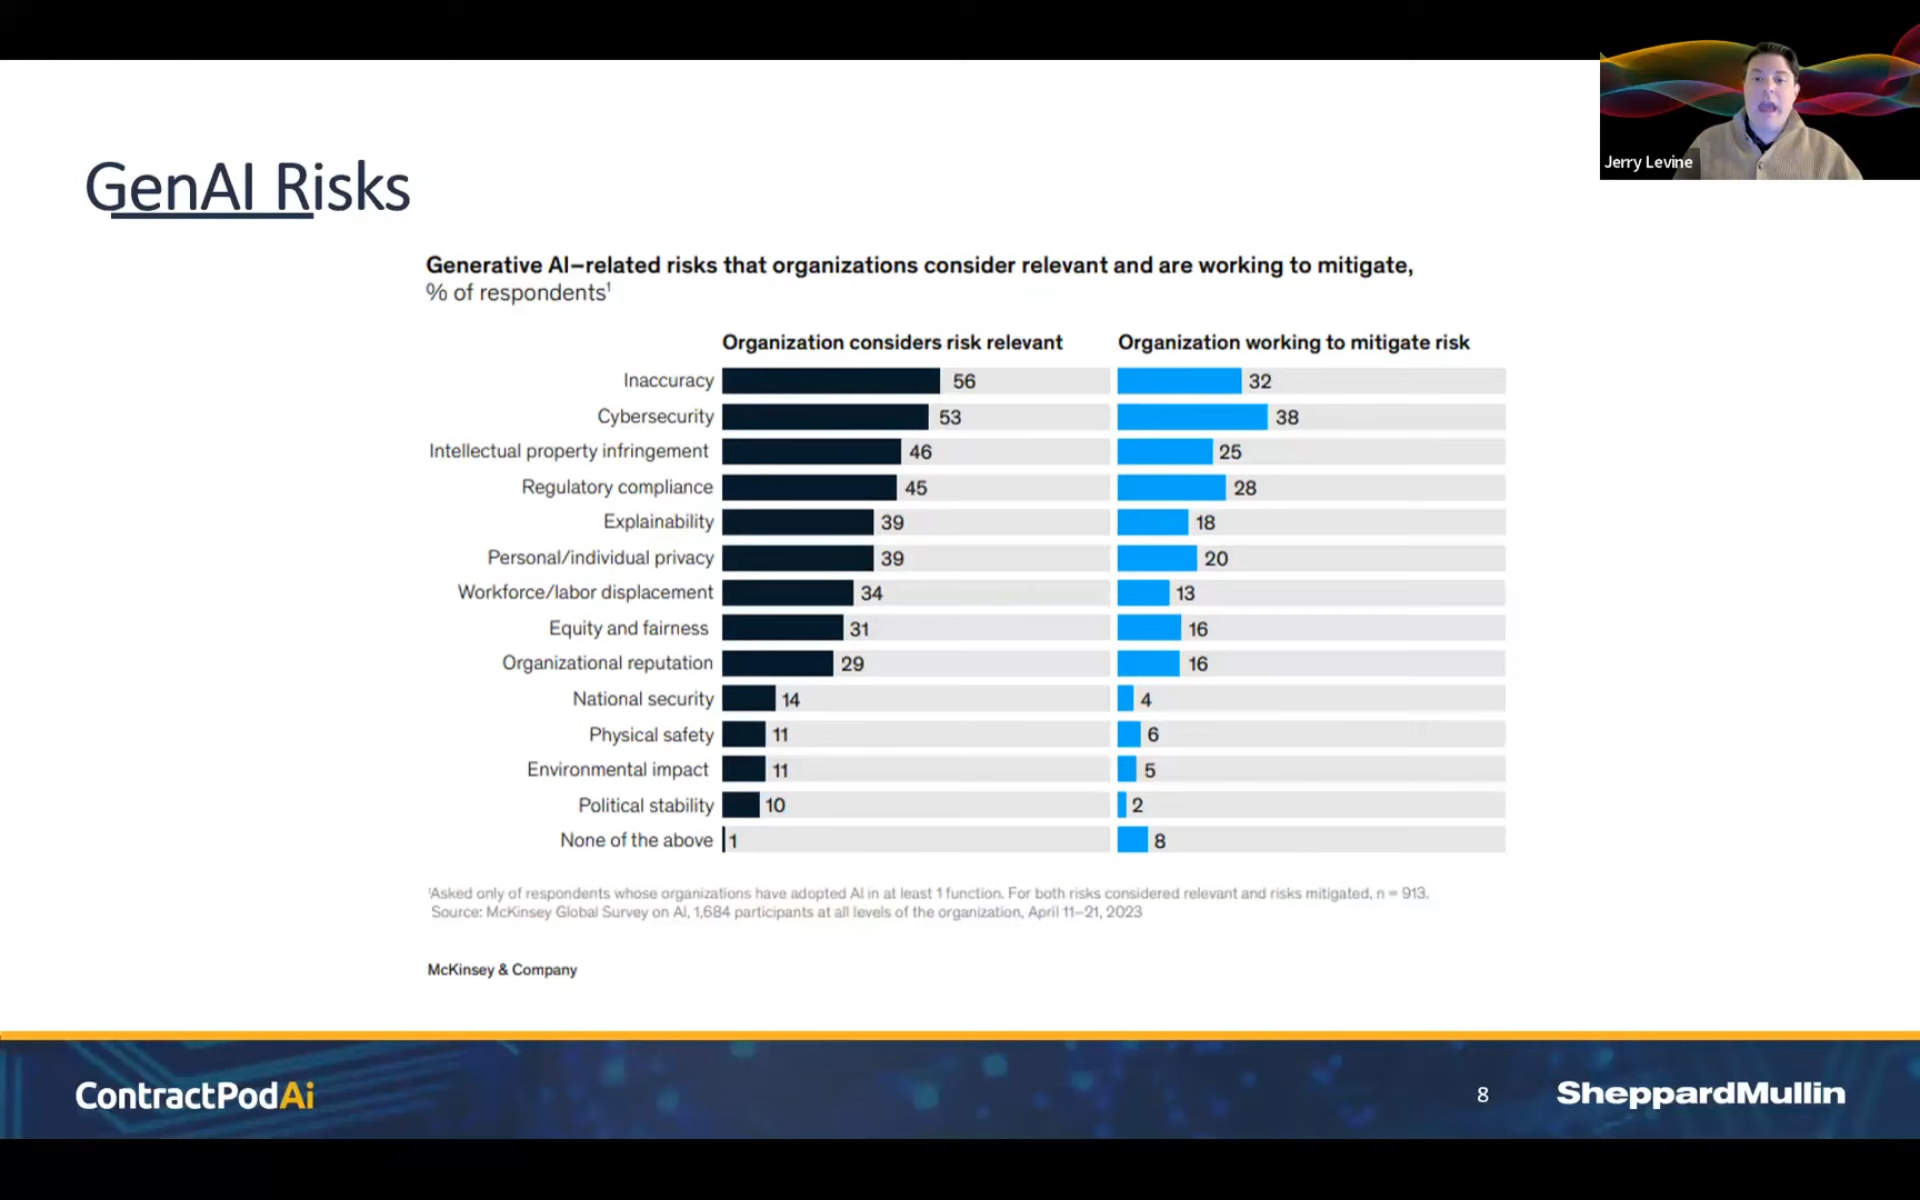 Jerry Levine
GenAI Risks
Generative AI–related risks that organizations consider relevant and are working to mitigate,
% of respondents¹
Organization considers risk relevant Organization working to mitigate risk
Inaccuracy 56 32
Cybersecurity 53 38
Intellectual property infringement 46 25
Regulatory compliance 45 28
Explainability 39 18
Personal/individual privacy 39 20
Workforce/labor displacement 34 13
Equity and fairness 31 16
Organizational reputation 29 16
National security 14 4
Physical safety 11 6
Environmental impact 11 5
Political stability 10 2
None of the above 1 8
¹Asked only of respondents whose organizations have adopted AI in at least 1 function. For both risks considered relevant and risks mitigated, n = 913.
Source: McKinsey Global Survey on AI, 1,684 participants at all levels of the organization, April 11–21, 2023
McKinsey & Company
ContractPodAi 8 SheppardMullin